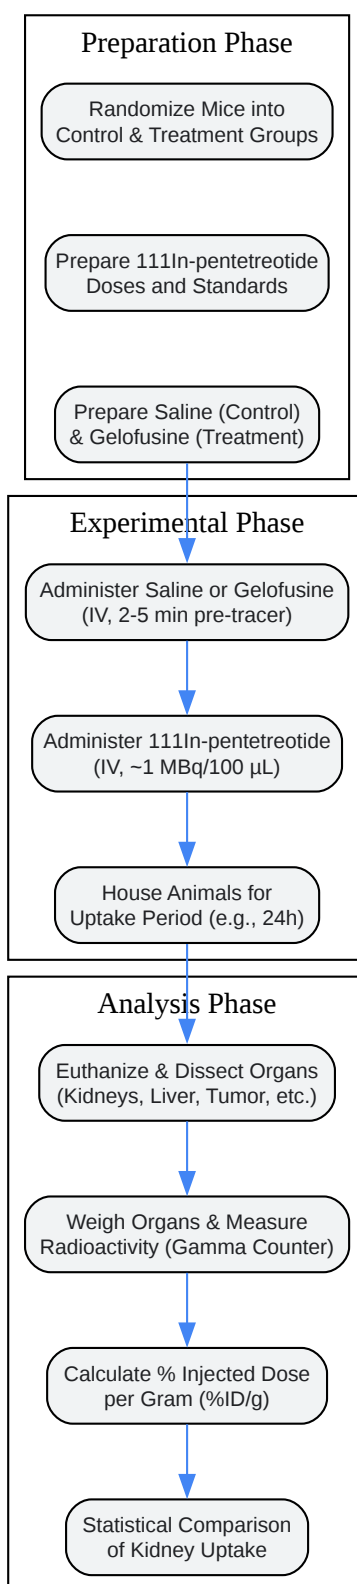 Preparation Phase
Randomize Mice into
Control & Treatment Groups
Prepare 111In-pentetreotide
Doses and Standards
Prepare Saline (Control)
& Gelofusine (Treatment)
Experimental Phase
Administer Saline or Gelofusine
(IV, 2-5 min pre-tracer)
Administer 111In-pentetreotide
(IV, ~1 MBq/100 µL)
House Animals for
Uptake Period (e.g., 24h)
Analysis Phase
Euthanize & Dissect Organs
(Kidneys, Liver, Tumor, etc.)
Weigh Organs & Measure
Radioactivity (Gamma Counter)
Calculate % Injected Dose
per Gram (%ID/g)
Statistical Comparison
of Kidney Uptake